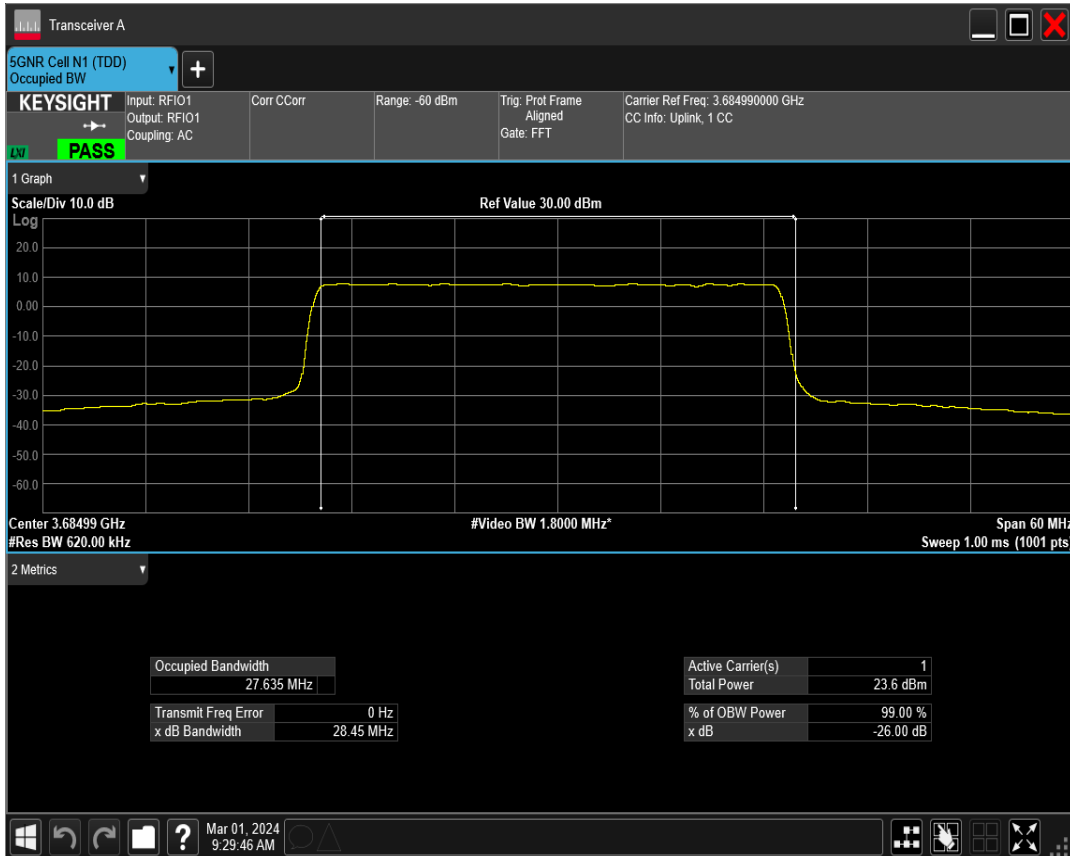 Transceiver A
5GNR Cell N1 (TDD)
Occupied BW
+
KEYSIGHT
LXI
PASS
Input: RFIO1
Output: RFIO1
Coupling: AC
Corr CCorr
Range: -60 dBm
Trig: Prot Frame
Aligned
Gate: FFT
Carrier Ref Freq: 3.684990000 GHz
CC Info: Uplink, 1 CC
1 Graph
Scale/Div 10.0 dB
Ref Value 30.00 dBm
Log
20.0
10.0
0.00
-10.0
-20.0
-30.0
-40.0
-50.0
-60.0
Center 3.68499 GHz
#Video BW 1.8000 MHz*
Span 60 MHz
#Res BW 620.00 kHz
Sweep 1.00 ms (1001 pts)
2 Metrics
Occupied Bandwidth
27.635 MHz
Transmit Freq Error 0 Hz
x dB Bandwidth 28.45 MHz
Active Carrier(s) 1
Total Power 23.6 dBm
% of OBW Power 99.00 %
x dB -26.00 dB
?
Mar 01, 2024
9:29:46 AM